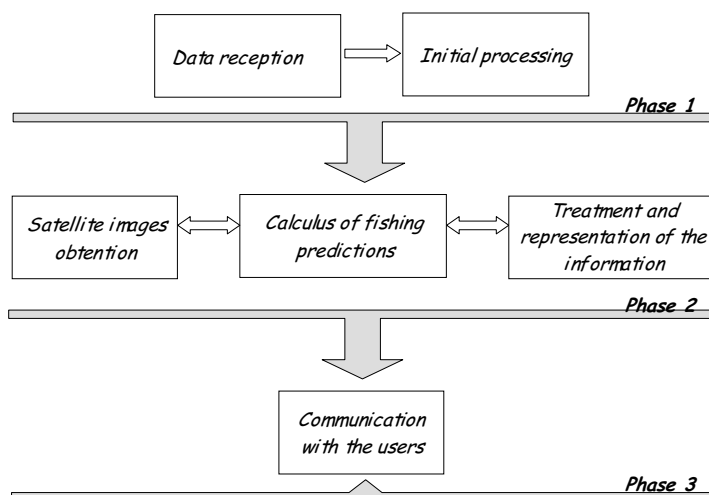 Data reception
Initial processing
Phase 1
Satellite images
obtention
Calculus of fishing
predictions
Treatment and
representation of the
information
Phase 2
Communication
with the users
Phase 3